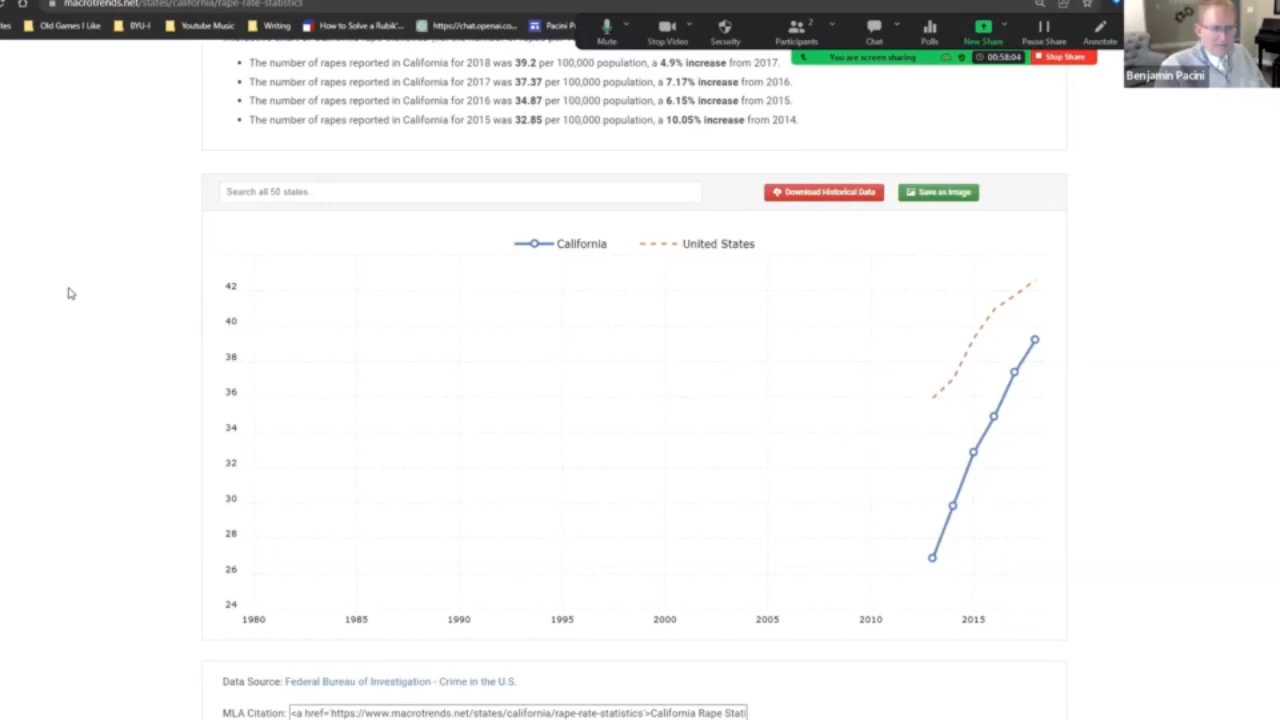 macrotrends.net/states/california/rape-rate-statistics
tes Old Games I Like BYU-I Youtube Music Writing How to Solve a Rubik'... https://chat.openai.co... Pacini P
Mute Stop Video Security Participants 2 Chat Polls New Share Pause Share Annotate
You are screen sharing 00:58:04 Stop Share
Benjamin Pacini
• The number of rapes reported in California for 2018 was 39.2 per 100,000 population, a 4.9% increase from 2017.
• The number of rapes reported in California for 2017 was 37.37 per 100,000 population, a 7.17% increase from 2016.
• The number of rapes reported in California for 2016 was 34.87 per 100,000 population, a 6.15% increase from 2015.
• The number of rapes reported in California for 2015 was 32.85 per 100,000 population, a 10.05% increase from 2014.
Search all 50 states...
Download Historical Data
Save as Image
California United States
42
40
38
36
34
32
30
28
26
24
1980 1985 1990 1995 2000 2005 2010 2015
Data Source: Federal Bureau of Investigation - Crime in the U.S.
MLA Citation: <a href='https://www.macrotrends.net/states/california/rape-rate-statistics'>California Rape Stati